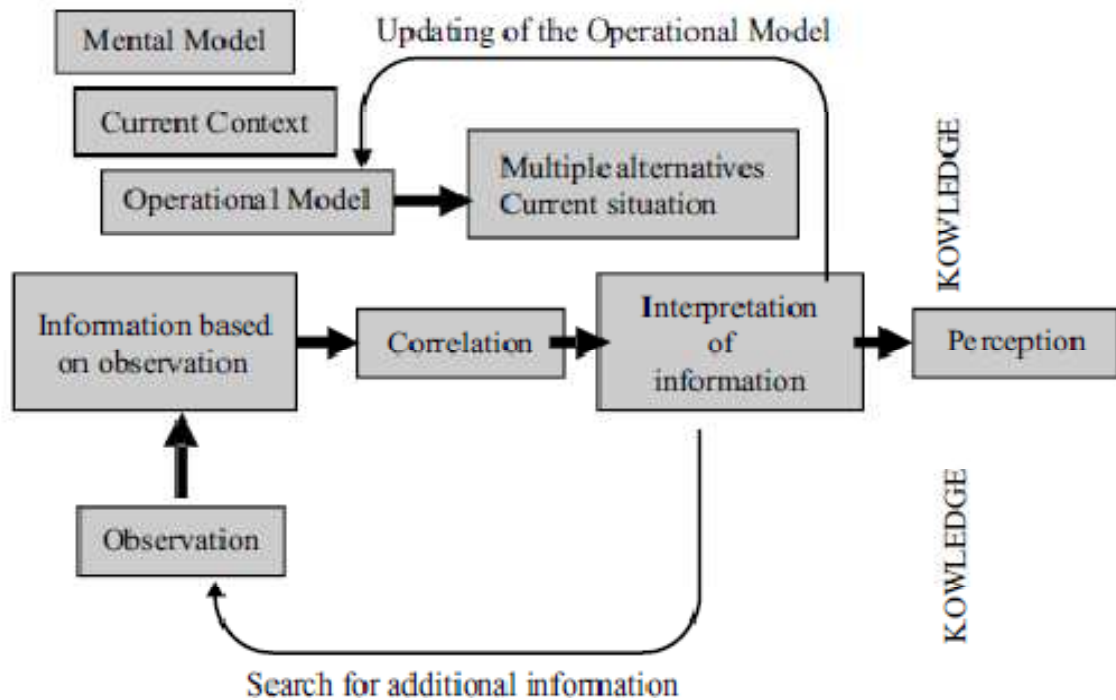 Mental Model
Updating of the Operational Model
Current Context
Operational Model
Multiple alternatives
Current situation
KOWLEDGE
Information based
on observation
Correlation
Interpretation
of
information
Perception
Observation
KOWLEDGE
Search for additional information